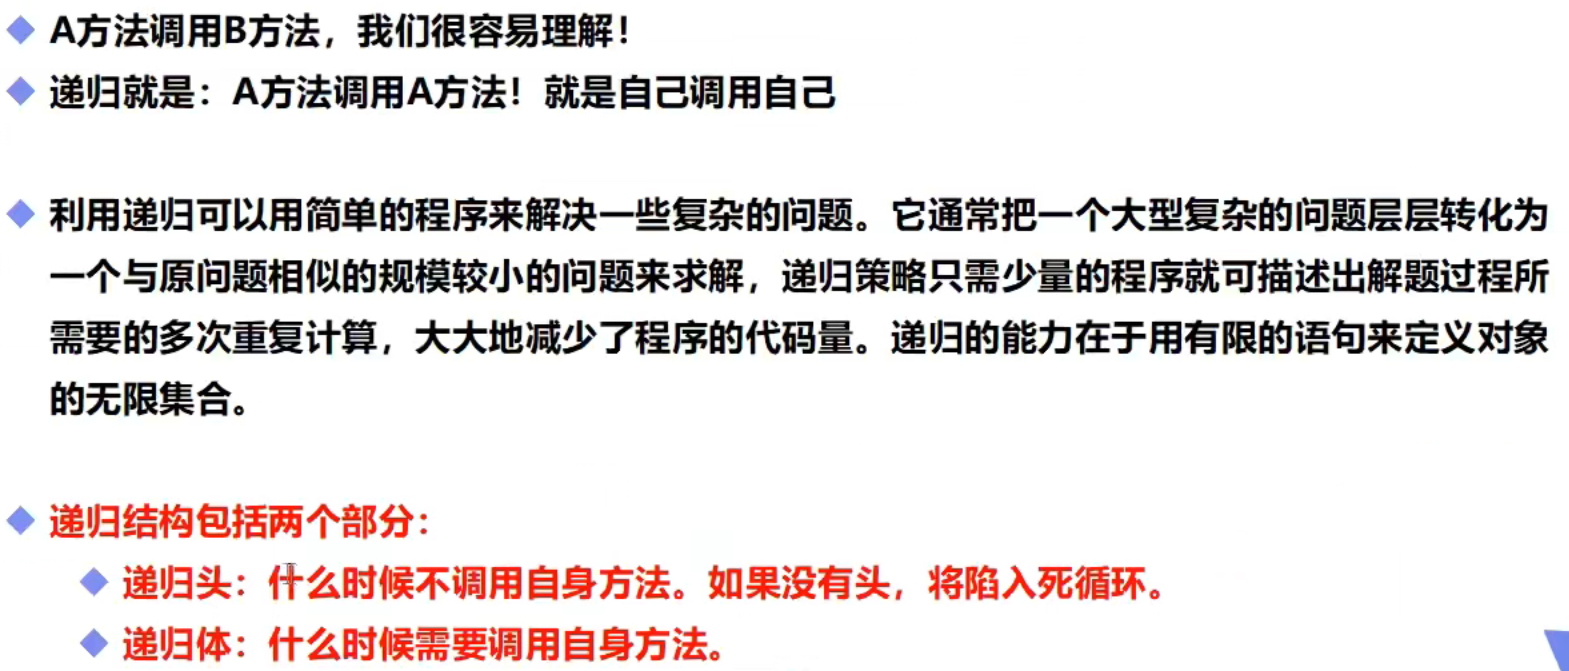 A方法调用B方法，我们很容易理解！
递归就是：A方法调用A方法！就是自己调用自己
利用递归可以用简单的程序来解决一些复杂的问题。它通常把一个大型复杂的问题层层转化为
一个与原问题相似的规模较小的问题来求解，递归策略只需少量的程序就可描述出解题过程所
需要的多次重复计算，大大地减少了程序的代码量。递归的能力在于用有限的语句来定义对象
的无限集合。
递归结构包括两个部分：
递归头：什么时候不调用自身方法。如果没有头，将陷入死循环。
递归体：什么时候需要调用自身方法。